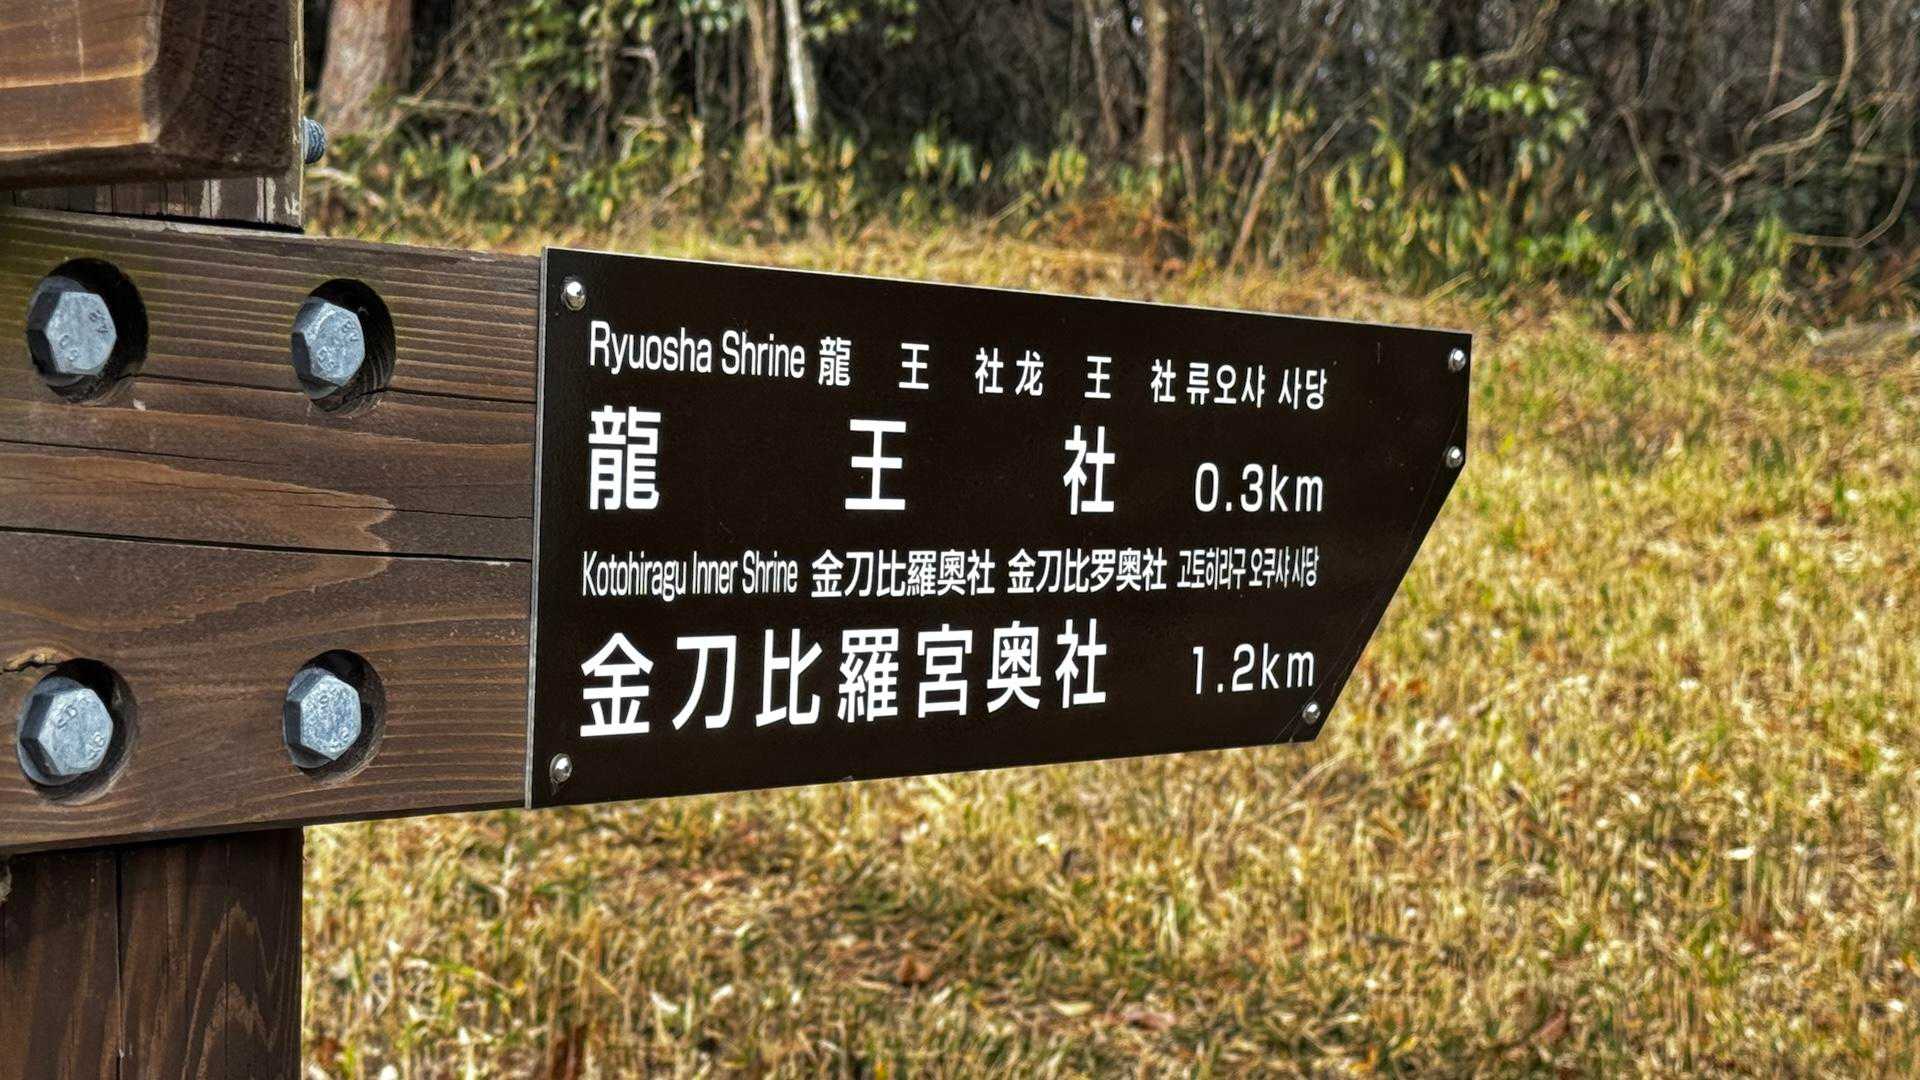 Ryuosha Shrine 龍王社 龙王社 류오샤 사당
龍王社 0.3km
Kotohiragu Inner Shrine 金刀比羅奧社 金刀比罗奥社 고토히라구 오쿠샤 사당
金刀比羅宮奥社 1.2km